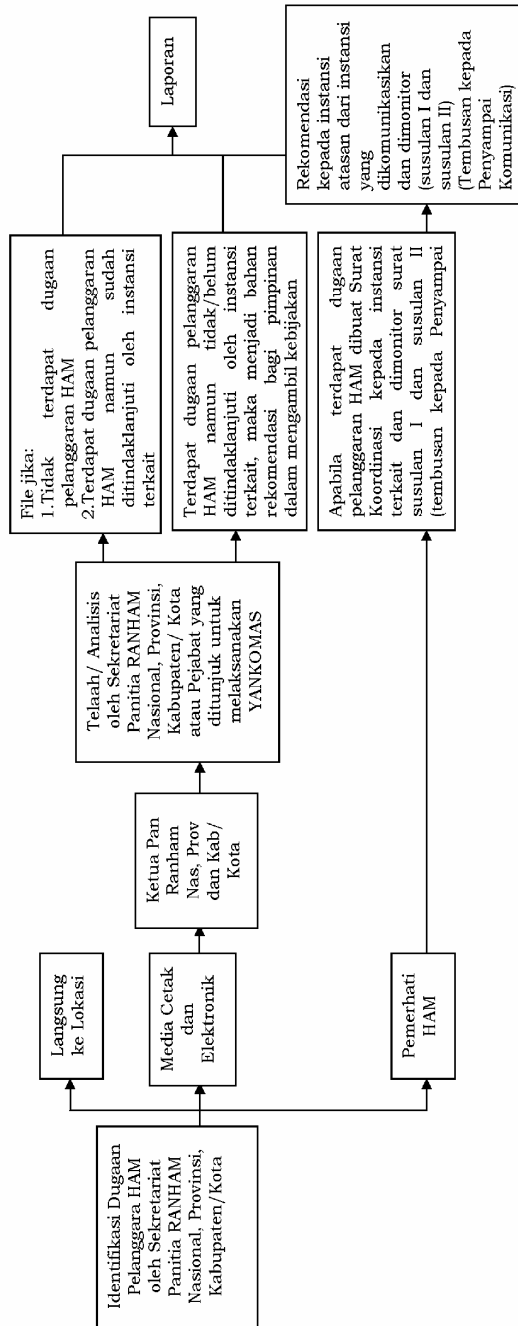 Identifikasi Dugaan
Pelanggara HAM
oleh Sekretariat
Panitia RANHAM
Nasional, Provinsi,
Kabupaten/Kota
Langsung
ke Lokasi
Media Cetak
dan
Elektronik
Pemerhati
HAM
Ketua Pan
Ranham
Nas, Prov
dan Kab/
Kota
Telaah/ Analisis
oleh Sekretariat
Panitia RANHAM
Nasional, Provinsi,
Kabupaten/ Kota
atau Pejabat yang
ditunjuk untuk
melaksanakan
YANKOMAS
File jika:
1.Tidak terdapat dugaan
pelanggaran HAM
2.Terdapat dugaan pelanggaran
HAM namun sudah
ditindaklanjuti oleh instansi
terkait
Terdapat dugaan pelanggaran
HAM namun tidak/belum
ditindaklanjuti oleh instansi
terkait, maka menjadi bahan
rekomendasi bagi pimpinan
dalam mengambil kebijakan
Apabila terdapat dugaan
pelanggaran HAM dibuat Surat
Koordinasi kepada instansi
terkait dan dimonitor surat
susulan I dan susulan II
(tembusan kepada Penyampai
Laporan
Rekomendasi
kepada instansi
atasan dari instansi
yang
dikomunikasikan
dan dimonitor
(susulan I dan
susulan II)
(Tembusan kepada
Penyampai
Komunikasi)